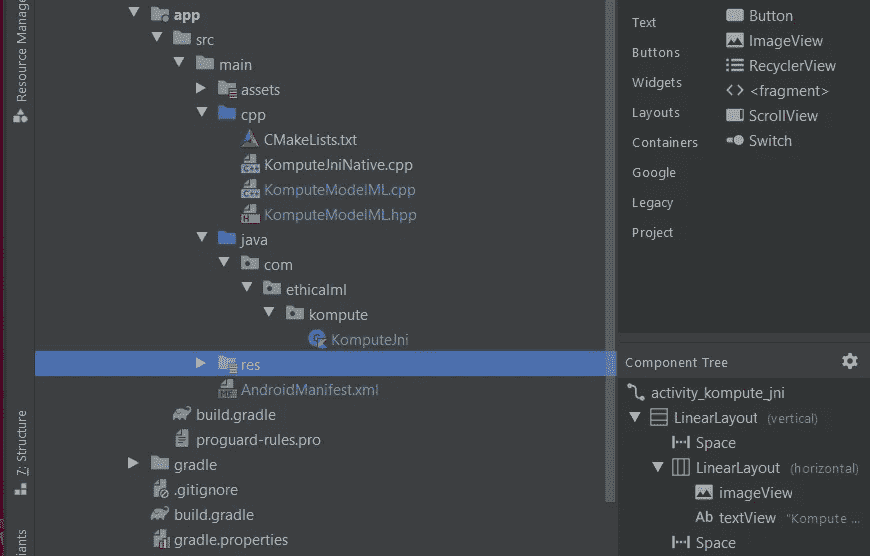 Resource Manage
app
src
main
assets
cpp
CMakeLists.txt
KomputeJniNative.cpp
KomputeModelML.cpp
KomputeModelML.hpp
java
com
ethicalml
kompute
KomputeJni
res
AndroidManifest.xml
build.gradle
proguard-rules.pro
gradle
.gitignore
build.gradle
gradle.properties
7: Structure
iants
Text
Buttons
Widgets
Layouts
Containers
Google
Legacy
Project
Button
ImageView
RecyclerView
<fragment>
ScrollView
Switch
Component Tree
activity_kompute_jni
LinearLayout (vertical)
Space
LinearLayout (horizontal)
imageView
Ab textView "Kompute ...
Space